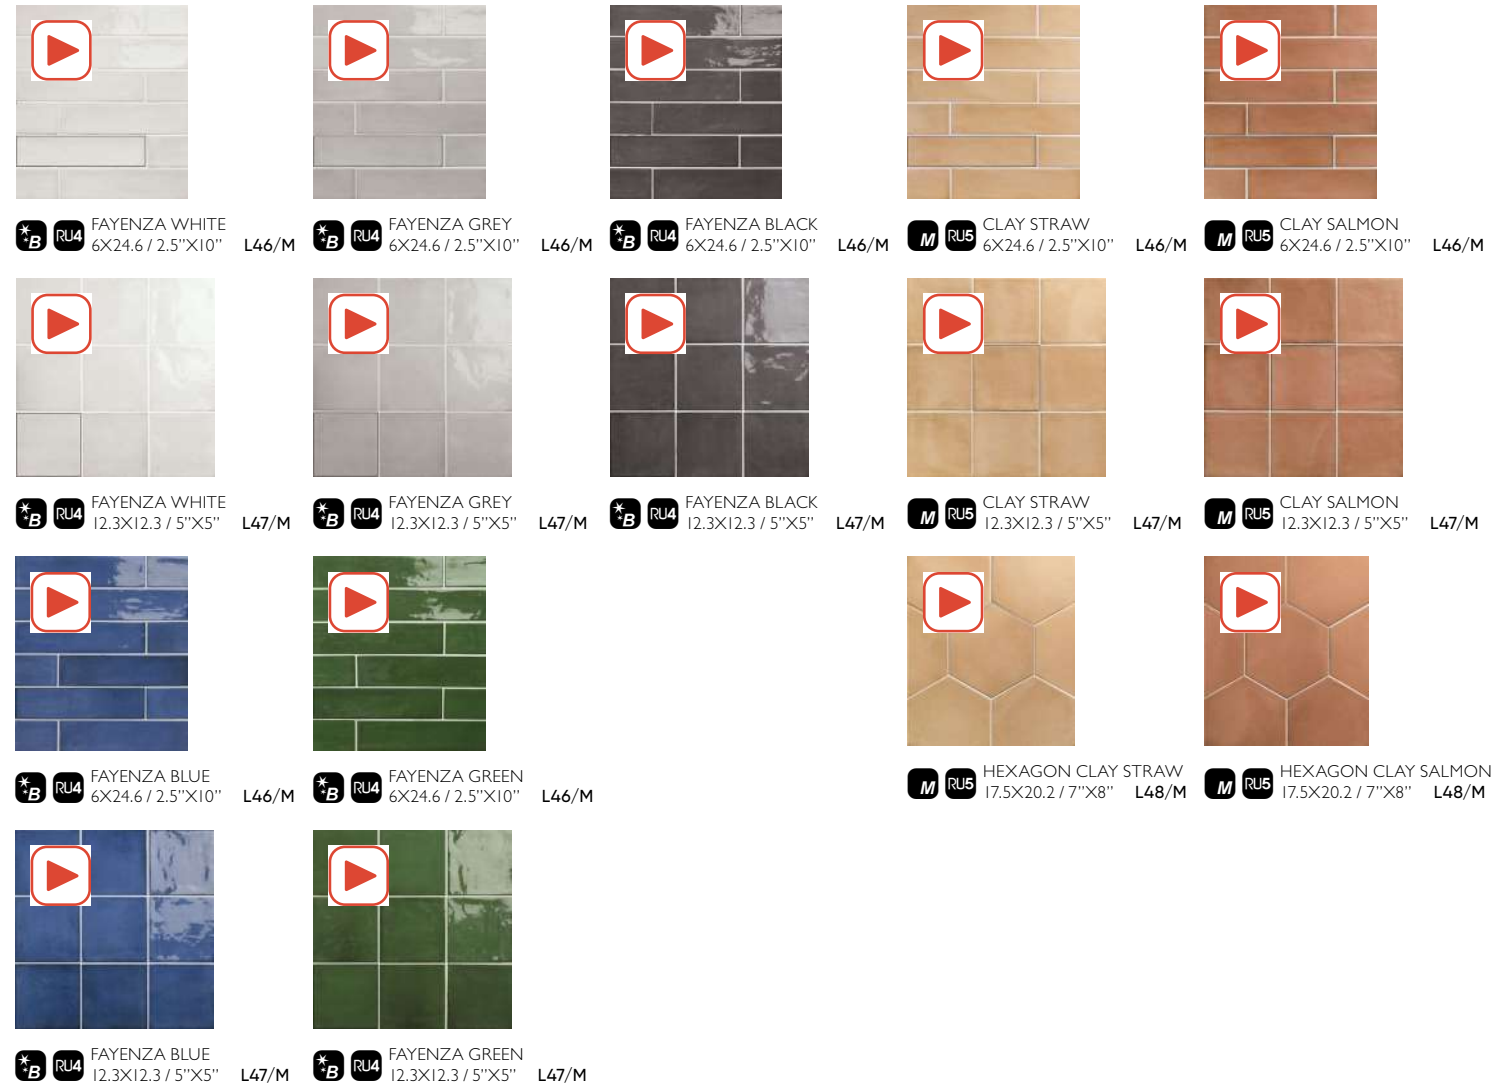 B RU4 FAYENZA WHITE
6X24.6 / 2.5”X10” L46/M
B RU4 FAYENZA GREY
6X24.6 / 2.5”X10” L46/M
B RU4 FAYENZA BLACK
6X24.6 / 2.5”X10” L46/M
M RU5 CLAY STRAW
6X24.6 / 2.5”X10” L46/M
M RU5 CLAY SALMON
6X24.6 / 2.5”X10” L46/M
B RU4 FAYENZA WHITE
12.3X12.3 / 5”X5” L47/M
B RU4 FAYENZA GREY
12.3X12.3 / 5”X5” L47/M
B RU4 FAYENZA BLACK
12.3X12.3 / 5”X5” L47/M
M RU5 CLAY STRAW
12.3X12.3 / 5”X5” L47/M
M RU5 CLAY SALMON
12.3X12.3 / 5”X5” L47/M
B RU4 FAYENZA BLUE
6X24.6 / 2.5”X10” L46/M
B RU4 FAYENZA GREEN
6X24.6 / 2.5”X10” L46/M
M RU5 HEXAGON CLAY STRAW
17.5X20.2 / 7”X8” L48/M
M RU5 HEXAGON CLAY SALMON
17.5X20.2 / 7”X8” L48/M
B RU4 FAYENZA BLUE
12.3X12.3 / 5”X5” L47/M
B RU4 FAYENZA GREEN
12.3X12.3 / 5”X5” L47/M